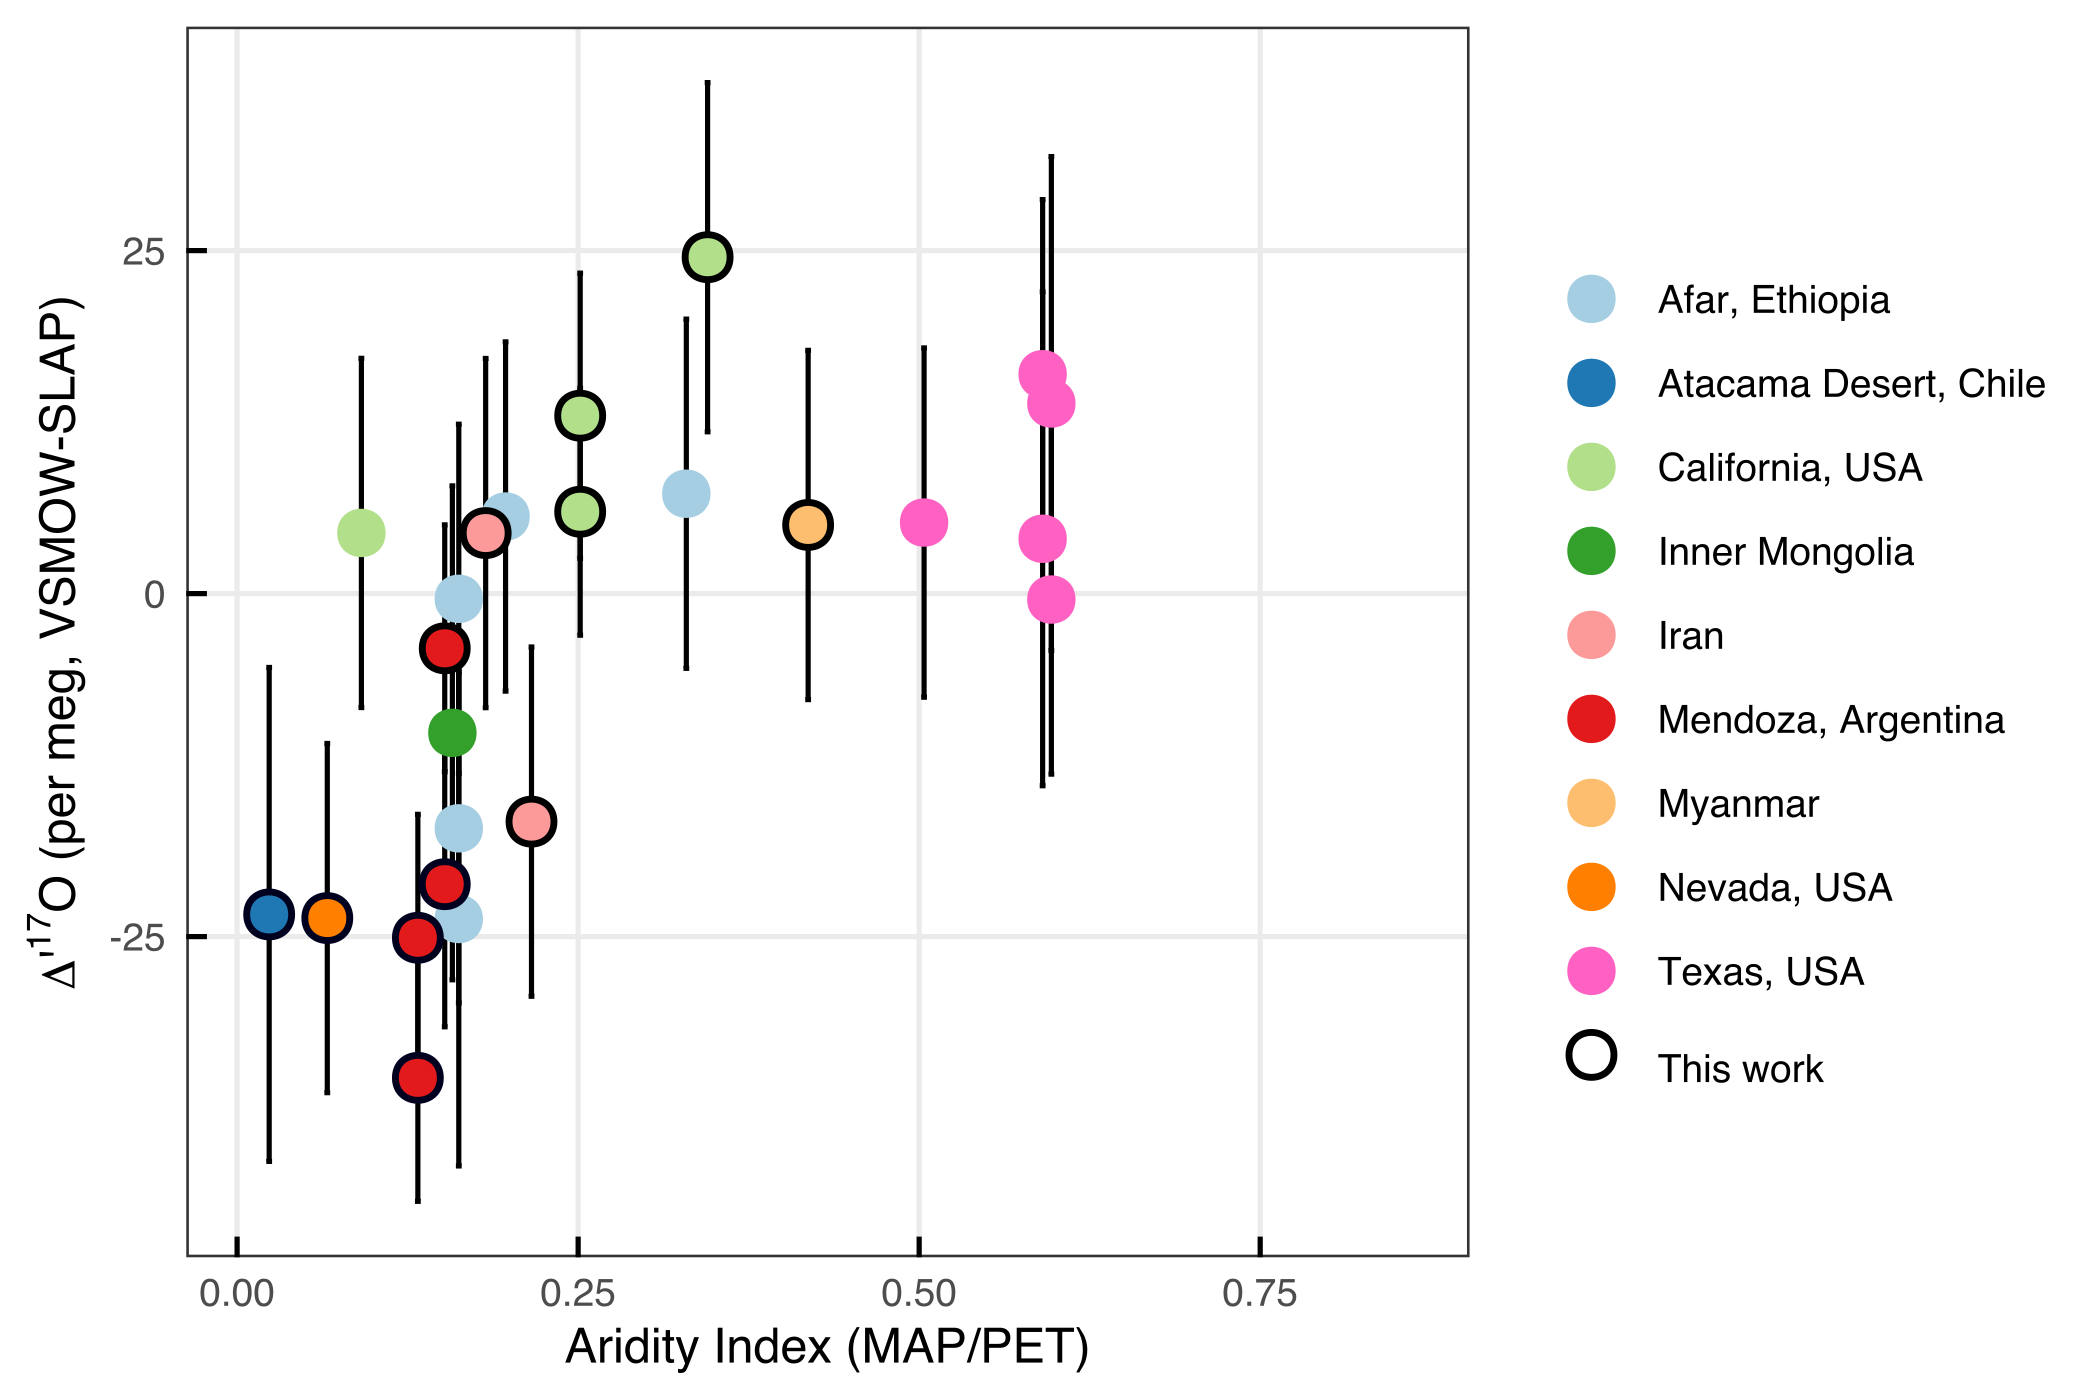 25
0
-25
Δ'17O (per meg, VSMOW-SLAP)
0.00
0.25
0.50
0.75
Aridity Index (MAP/PET)
Afar, Ethiopia
Atacama Desert, Chile
California, USA
Inner Mongolia
Iran
Mendoza, Argentina
Myanmar
Nevada, USA
Texas, USA
This work